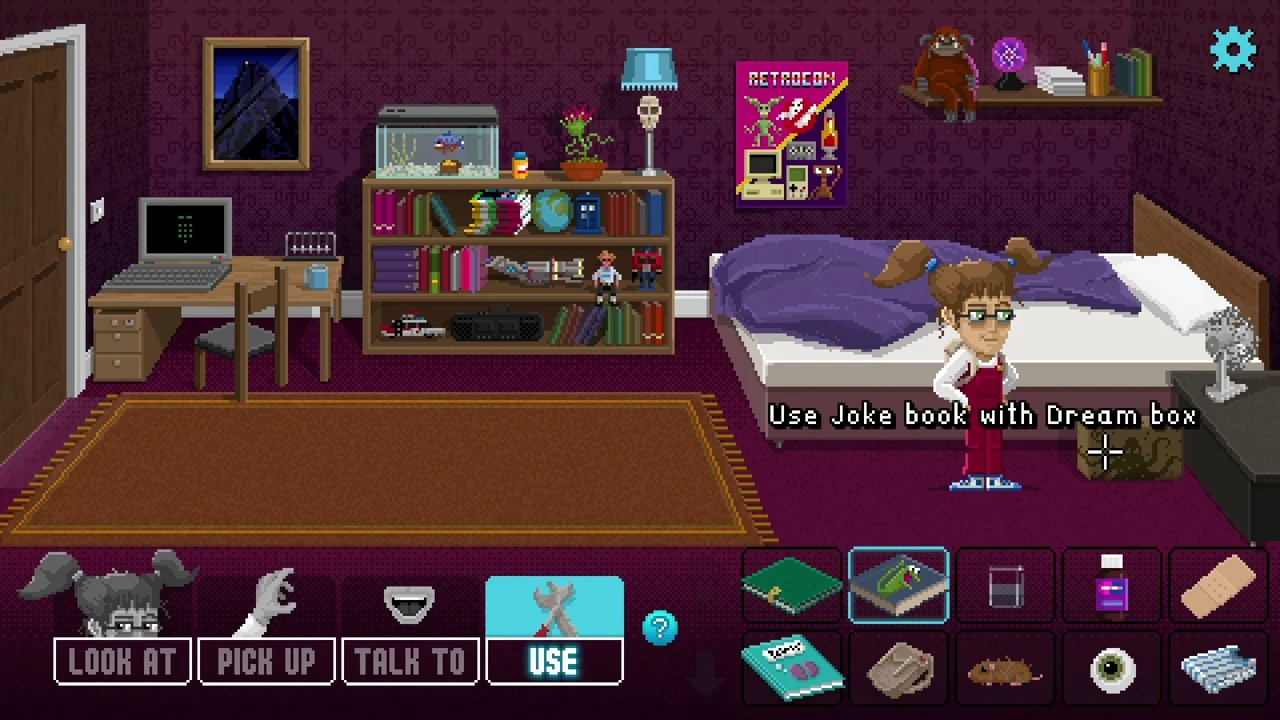 RETROCON
Use Joke book with Dream box
LOOK AT
PICK UP
TALK TO
USE
?